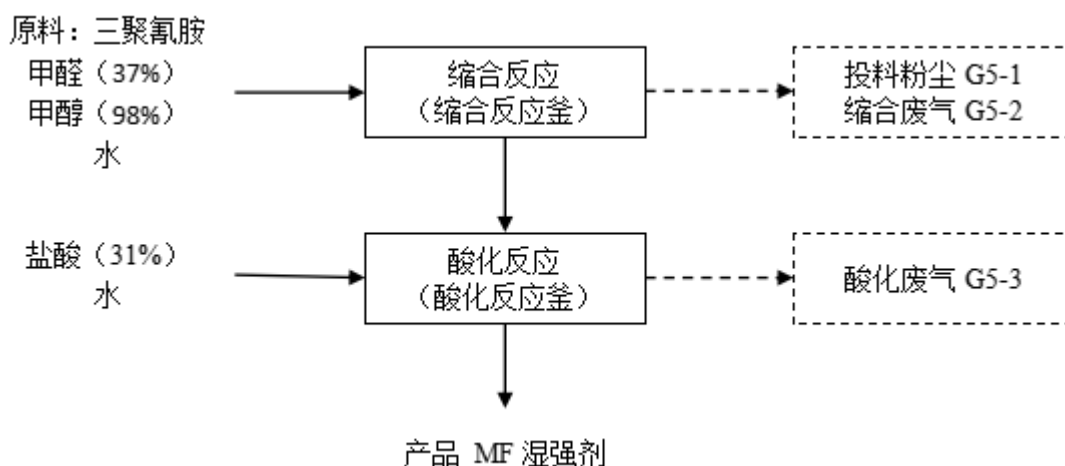 原料：三聚氰胺
甲醛（37%）
甲醇（98%）
水
缩合反应
（缩合反应釜）
投料粉尘 G5-1
缩合废气 G5-2
盐酸（31%）
水
酸化反应
（酸化反应釜）
酸化废气 G5-3
产品 MF 湿强剂